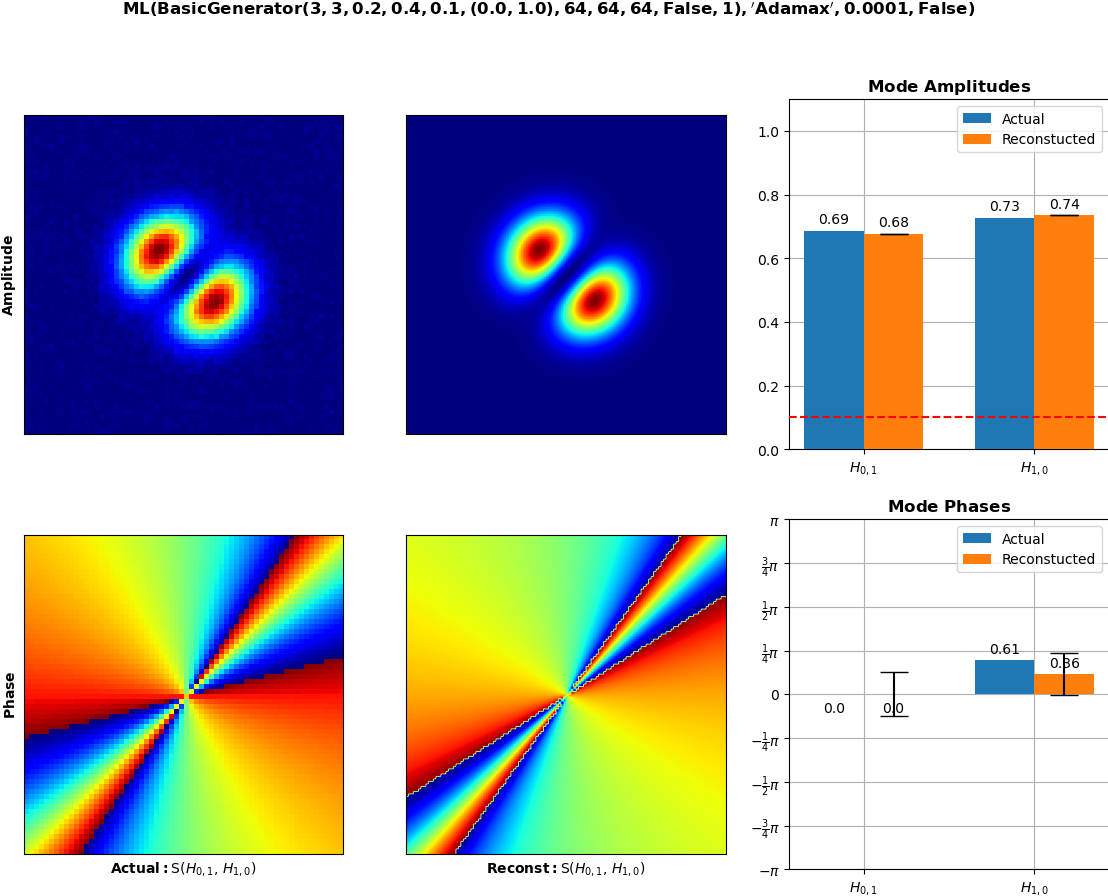 ML(BasicGenerator(3, 3, 0.2, 0.4, 0.1, (0.0, 1.0), 64, 64, 64, False, 1), ′Adamax′, 0.0001, False)
Amplitude
Mode Amplitudes
Actual
Reconstucted
1.0
0.8
0.6
0.4
0.2
0.0
0.69
0.68
0.73
0.74
H0, 1
H1, 0
Phase
Actual: S(H0, 1, H1, 0)
Reconst: S(H0, 1, H1, 0)
Mode Phases
Actual
Reconstucted
π
3/4π
1/2π
1/4π
0
−1/4π
−1/2π
−3/4π
−π
0.0
0.0
0.61
0.36
H0, 1
H1, 0